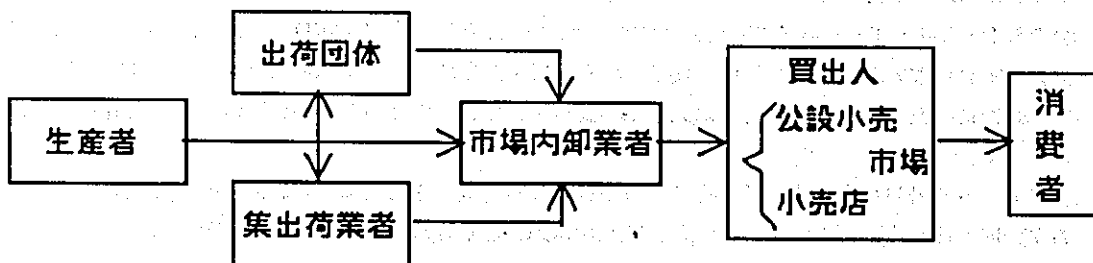 出荷団体
生産者
集出荷業者
市場内卸業者
買出人
公設小売
市場
小売店
消費者